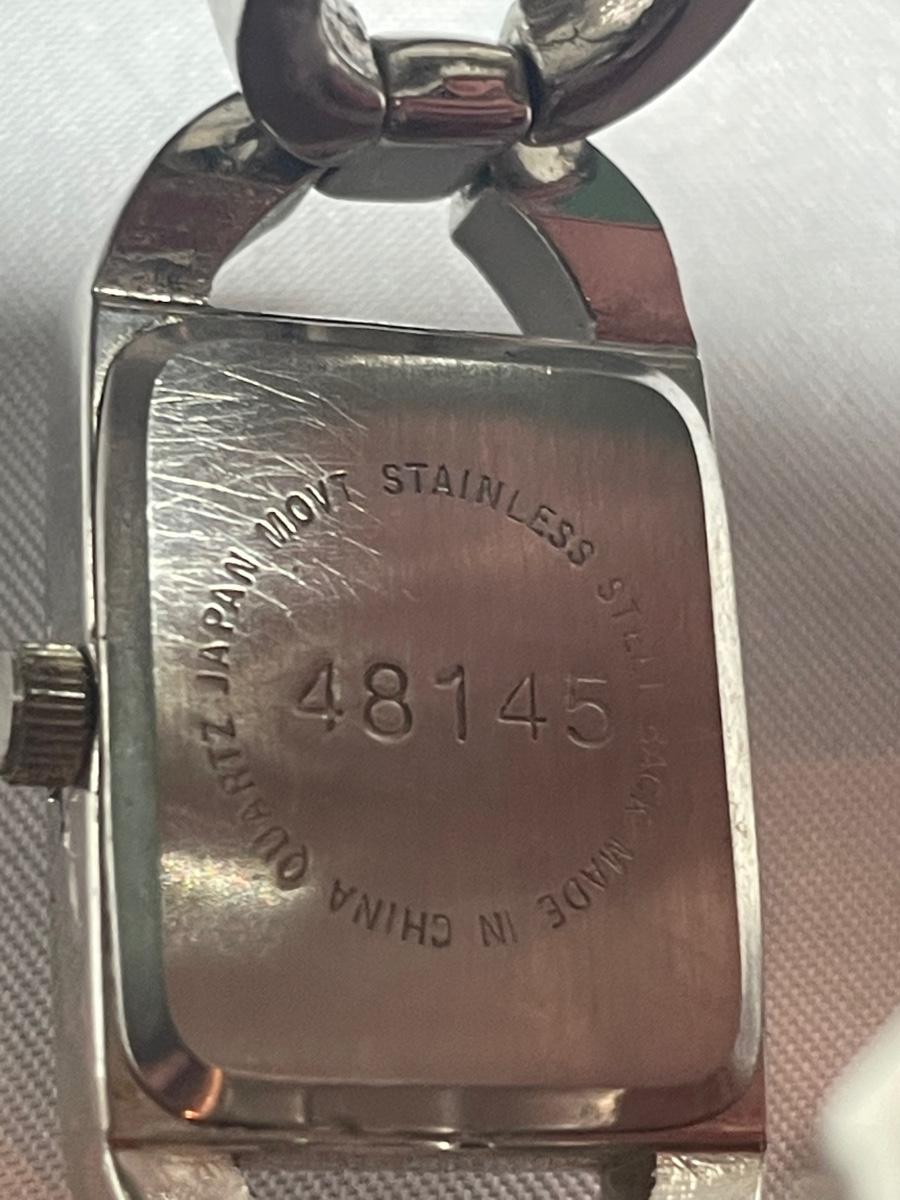 QUARTZ JAPAN MOVT STAINLESS STEEL BACK MADE IN CHINA
48145